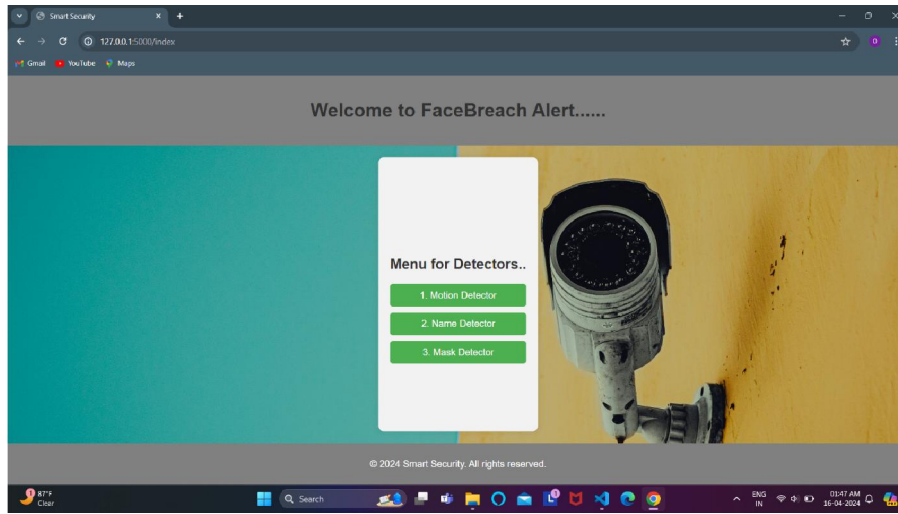 Smart Security
127.0.0.1:5000/index
Gmail YouTube Maps
D
Welcome to FaceBreach Alert......
Menu for Detectors..
1. Motion Detector
2. Name Detector
3. Mask Detector
© 2024 Smart Security. All rights reserved.
1
87°F
Clear
Search
ENG
IN
01:47 AM
16-04-2024